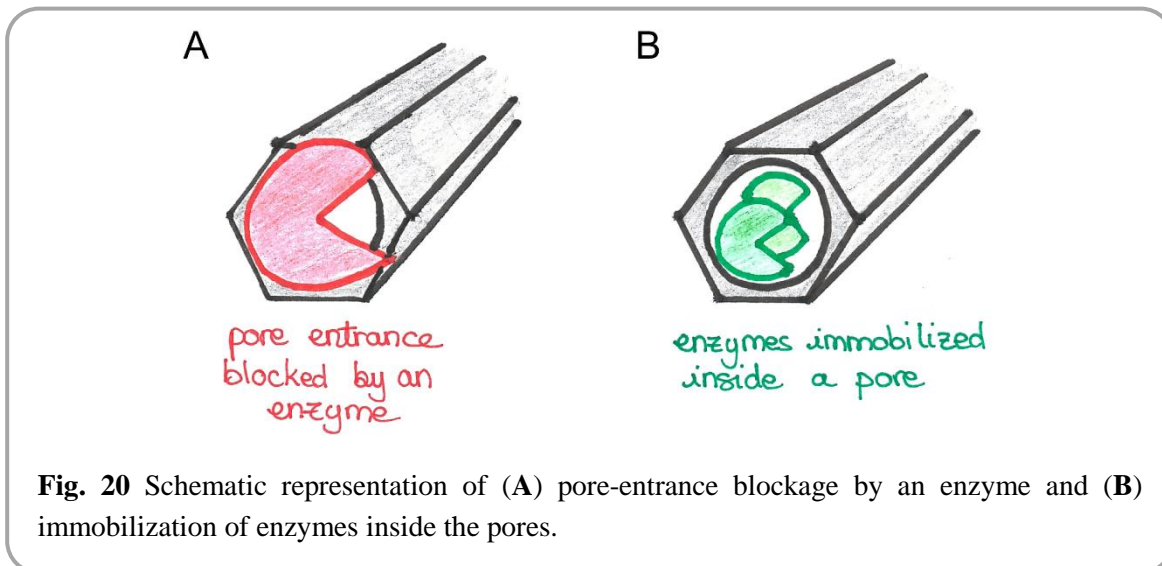 A
B
pore entrance
blocked by an
enzyme
enzymes immobilized
inside a pore
Fig. 20 Schematic representation of (A) pore-entrance blockage by an enzyme and (B)
immobilization of enzymes inside the pores.